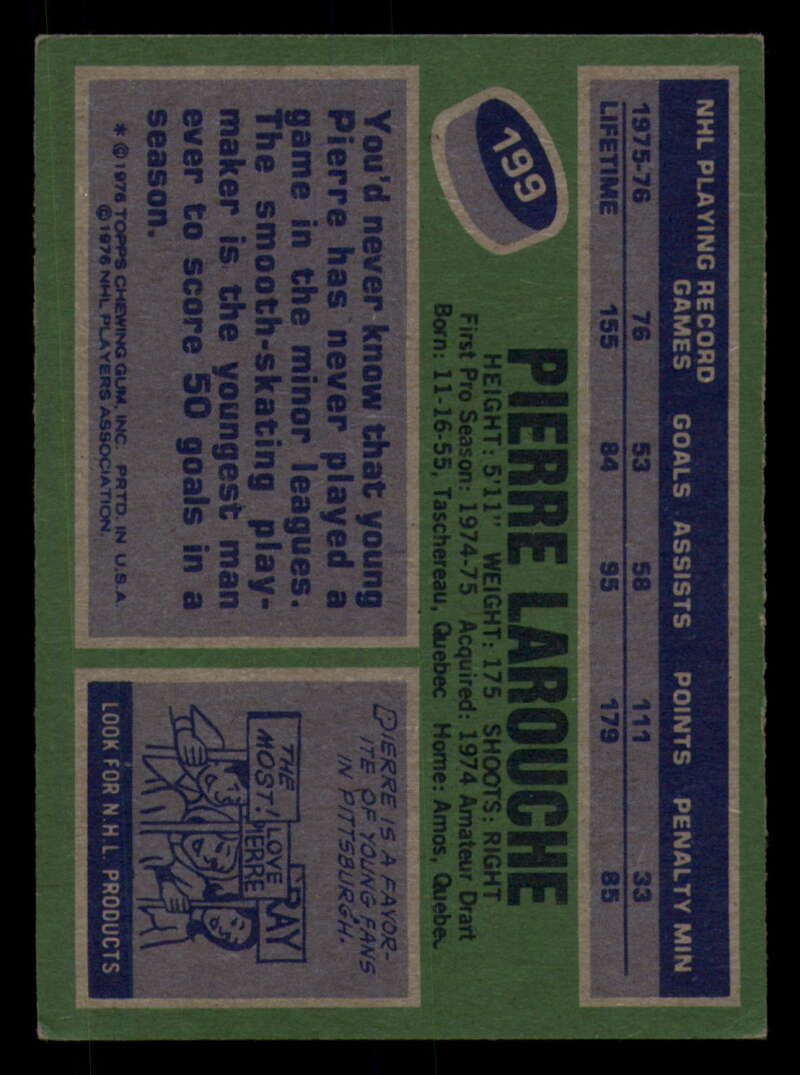 NHL PLAYING RECORD
GAMES GOALS ASSISTS POINTS PENALTY MIN
1975-76 76 53 58 111 33
LIFETIME 155 84 95 179 85
199
PIERRE LAROUCHE
HEIGHT: 5'11" WEIGHT: 175 SHOOTS: RIGHT
First Pro Season: 1974-75 Acquired: 1974 Amateur Draft
Born: 11-16-55, Taschereau, Quebec Home: Amos, Quebec
You'd never know that young
Pierre has never played a
game in the minor leagues.
The smooth-skating play-
maker is the youngest man
ever to score 50 goals in a
season.
* © 1976 TOPPS CHEWING GUM, INC. PRTD. IN U.S.A.
©1976 NHL PLAYERS ASSOCIATION.
PIERRE IS A FAVOR-
ITE OF YOUNG FANS
IN PITTSBURGH.
THE
MOST!
I LOVE
PIERRE
RAY
LOOK FOR N.H.L. PRODUCTS